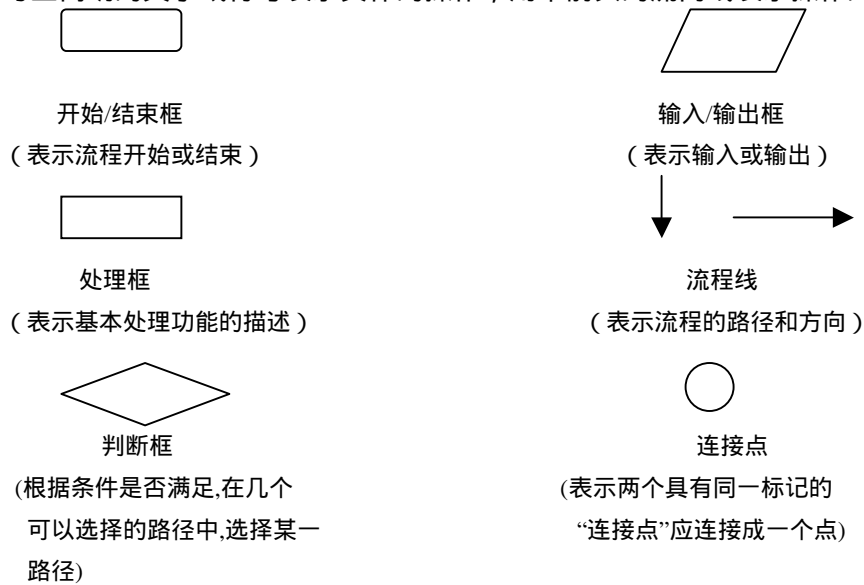 开始/结束框 输入/输出框
(表示流程开始或结束) (表示输入或输出)
处理框 流程线
(表示基本处理功能的描述) (表示流程的路径和方向)
判断框 连接点
(根据条件是否满足,在几个 (表示两个具有同一标记的
可以选择的路径中,选择某一 “连接点”应连接成一个点)
路径)